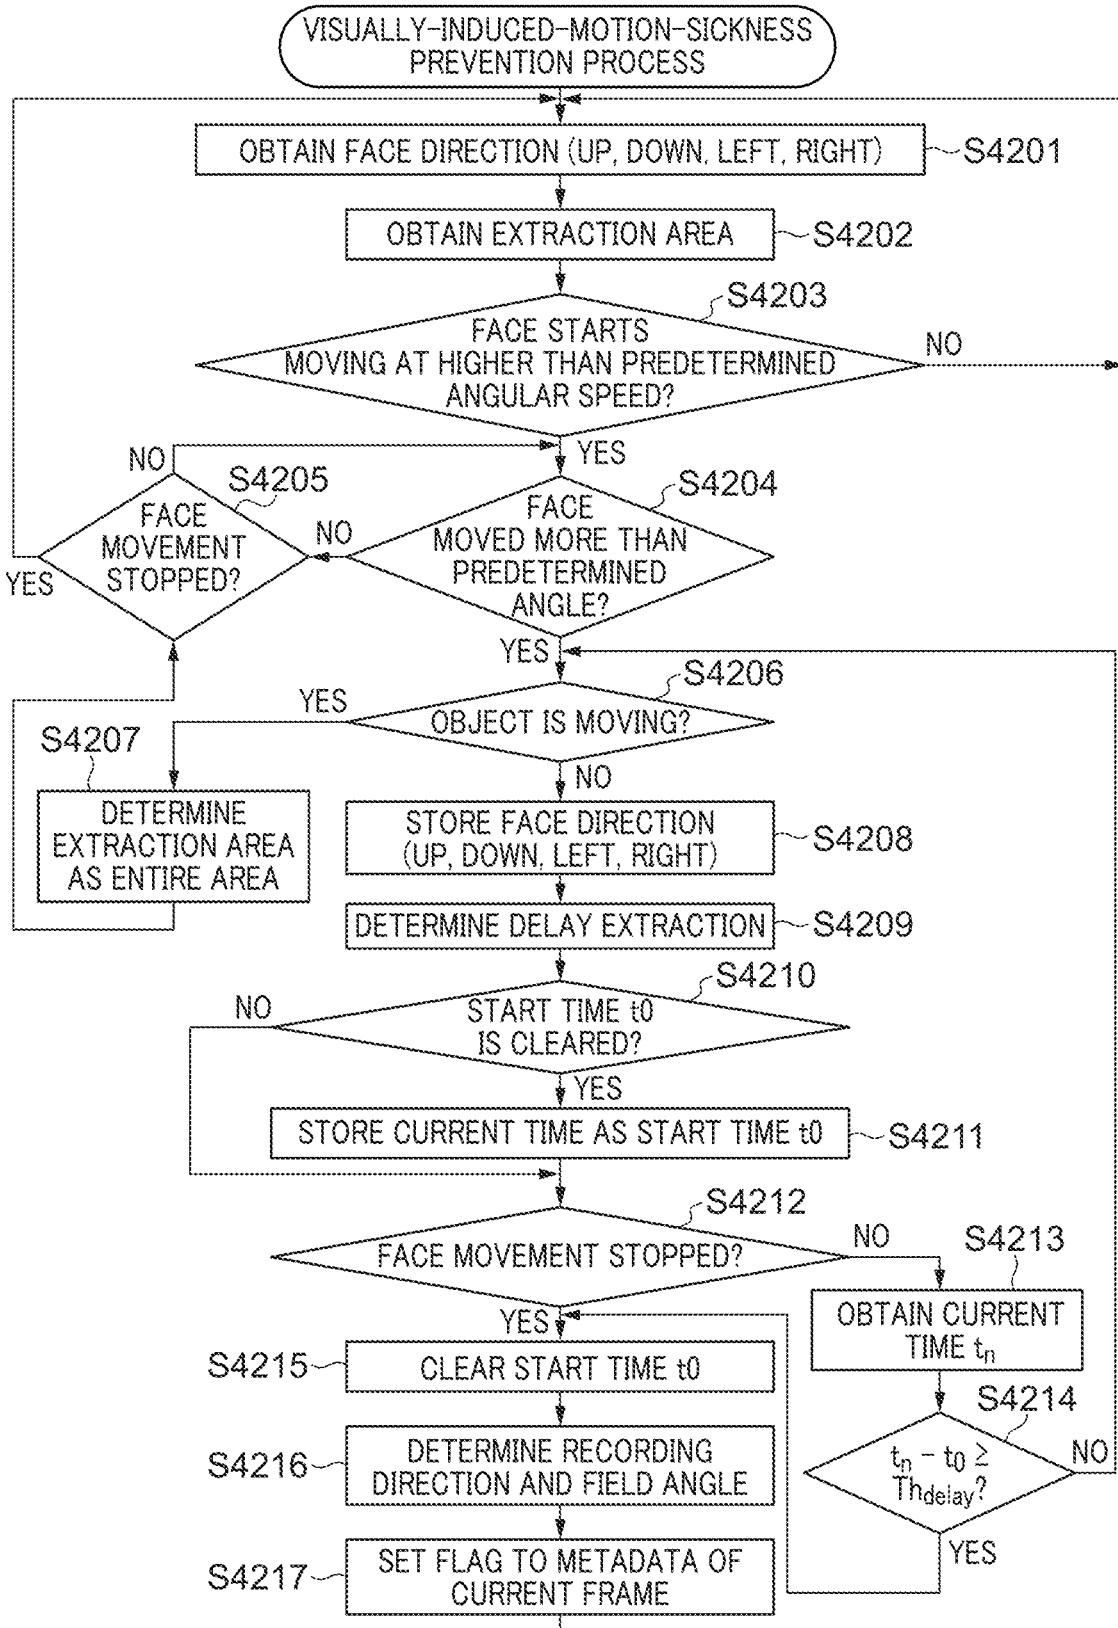 VISUALLY-INDUCED-MOTION-SICKNESS
PREVENTION PROCESS
OBTAIN FACE DIRECTION (UP, DOWN, LEFT, RIGHT)
S4201
OBTAIN EXTRACTION AREA
S4202
S4203
FACE STARTS
MOVING AT HIGHER THAN PREDETERMINED
ANGULAR SPEED?
NO
YES
NO
S4205
FACE
MOVEMENT
STOPPED?
YES
NO
S4204
FACE
MOVED MORE THAN
PREDETERMINED
ANGLE?
YES
S4206
YES
OBJECT IS MOVING?
NO
S4207
DETERMINE
EXTRACTION AREA
AS ENTIRE AREA
STORE FACE DIRECTION
(UP, DOWN, LEFT, RIGHT)
S4208
DETERMINE DELAY EXTRACTION
S4209
S4210
NO
START TIME t0
IS CLEARED?
YES
STORE CURRENT TIME AS START TIME t0
S4211
S4212
FACE MOVEMENT STOPPED?
NO
YES
S4213
OBTAIN CURRENT
TIME tn
S4214
tn - t0 ≥
Thdelay?
NO
YES
S4215
CLEAR START TIME t0
S4216
DETERMINE RECORDING
DIRECTION AND FIELD ANGLE
S4217
SET FLAG TO METADATA OF
CURRENT FRAME